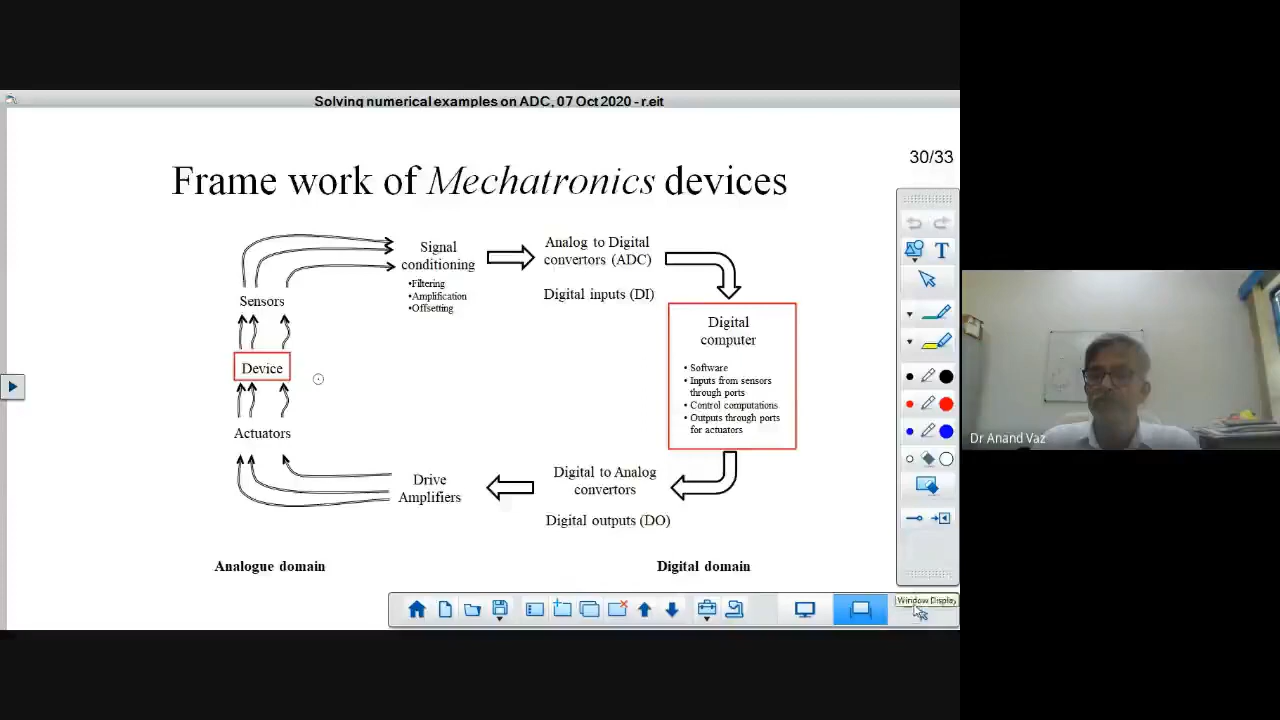 Solving numerical examples on ADC, 07 Oct 2020 - r.eit
30/33
Frame work of Mechatronics devices
Signal
conditioning
•Filtering
•Amplification
•Offsetting
Analog to Digital
convertors (ADC)
Digital inputs (DI)
Sensors
Device
Actuators
Digital
computer
• Software
• Inputs from sensors
through ports
• Control computations
• Outputs through ports
for actuators
Drive
Amplifiers
Digital to Analog
convertors
Digital outputs (DO)
Analogue domain
Digital domain
T
Window Display
Dr Anand Vaz